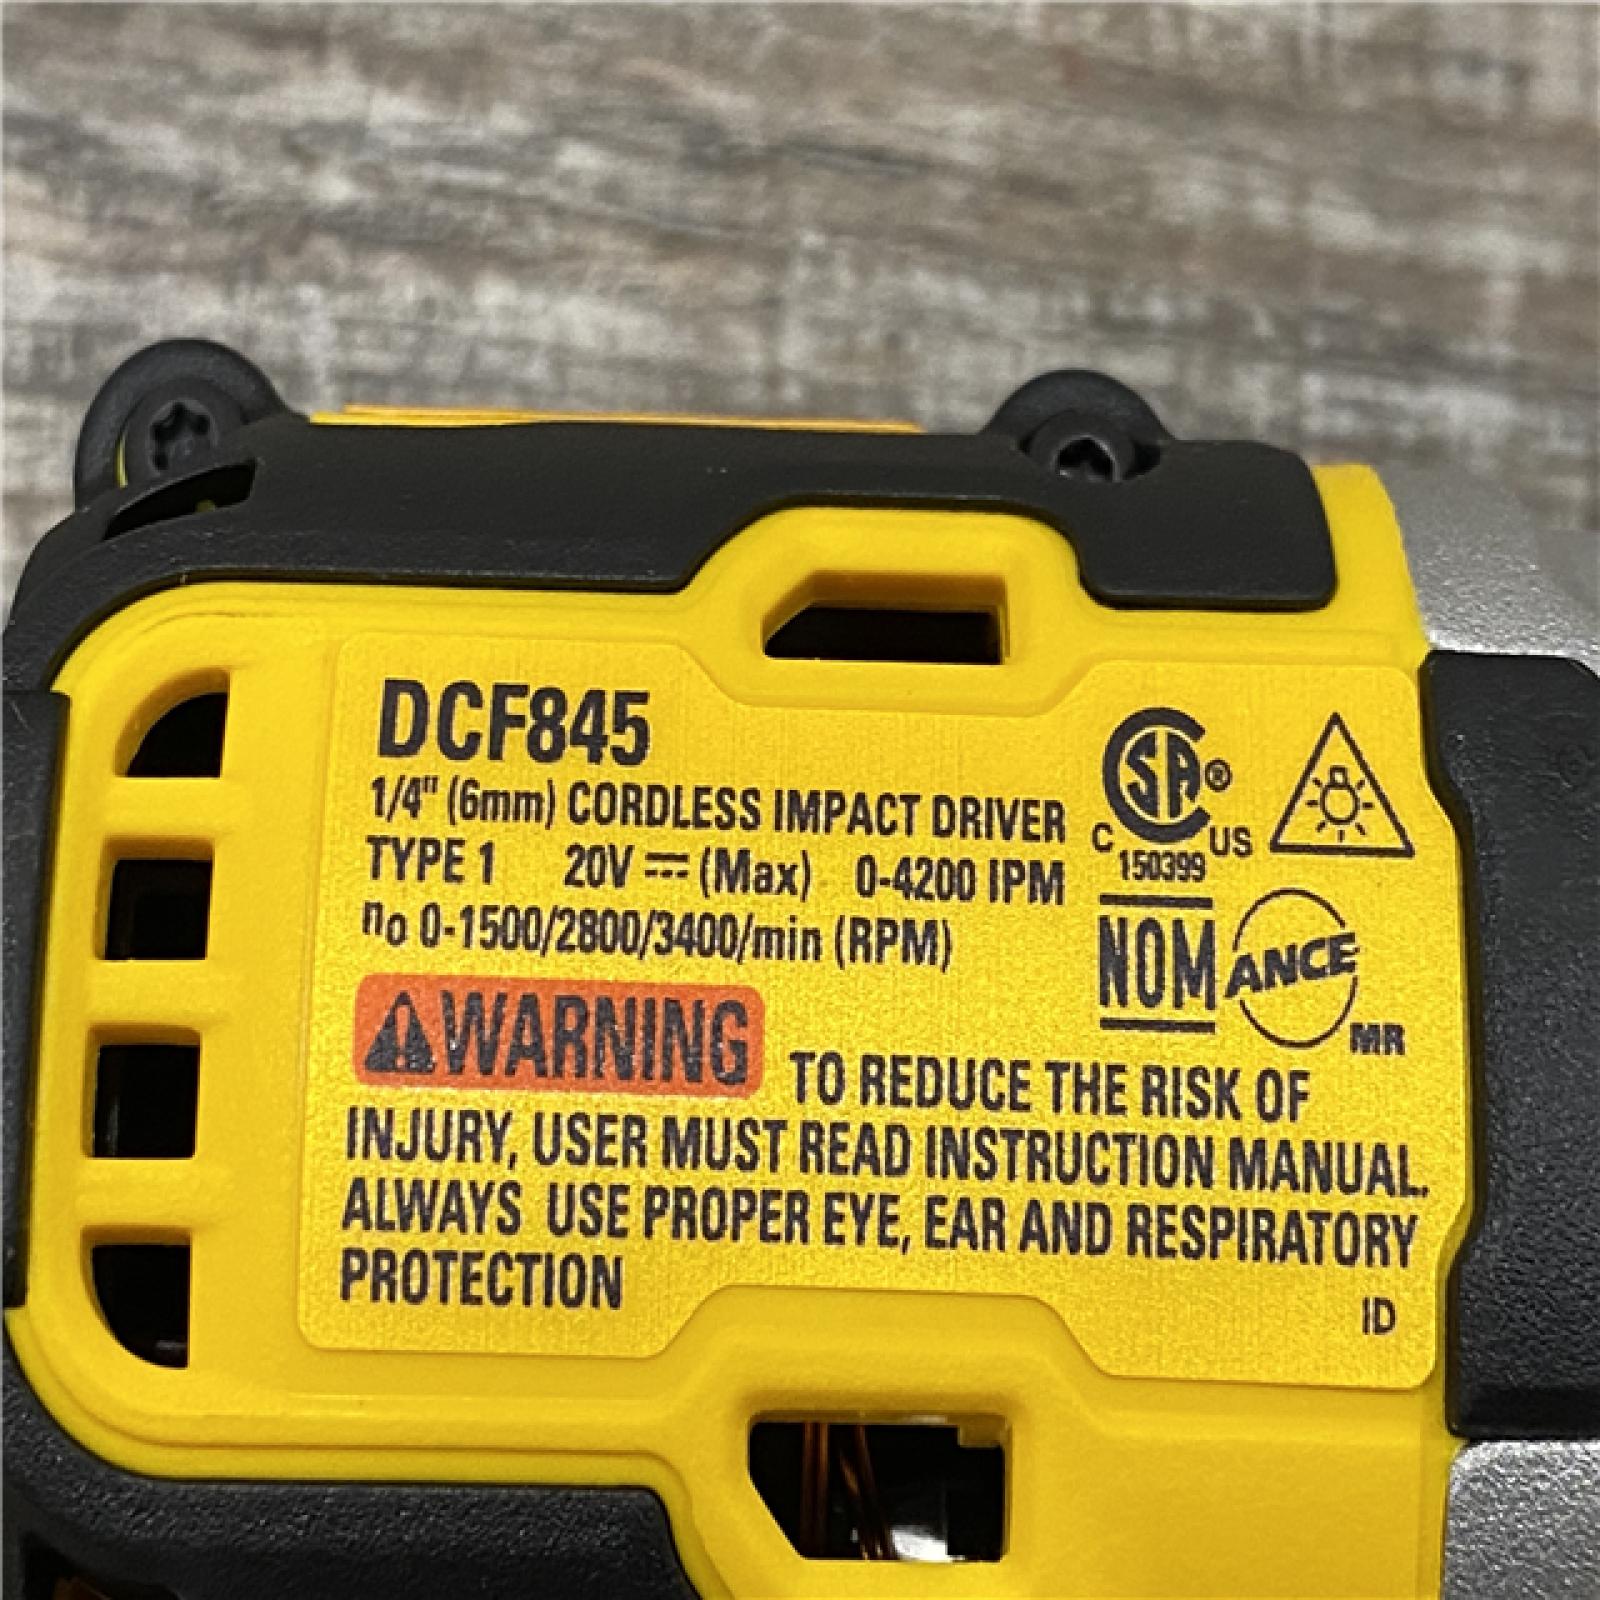 DCF845
1/4" (6mm) CORDLESS IMPACT DRIVER
TYPE 1 20V ⎓ (Max) 0-4200 IPM
n₀ 0-1500/2800/3400/min (RPM)
CSA®
C US
150399
NOM
ANCE
MR
⚠WARNING TO REDUCE THE RISK OF
INJURY, USER MUST READ INSTRUCTION MANUAL.
ALWAYS USE PROPER EYE, EAR AND RESPIRATORY
PROTECTION
ID